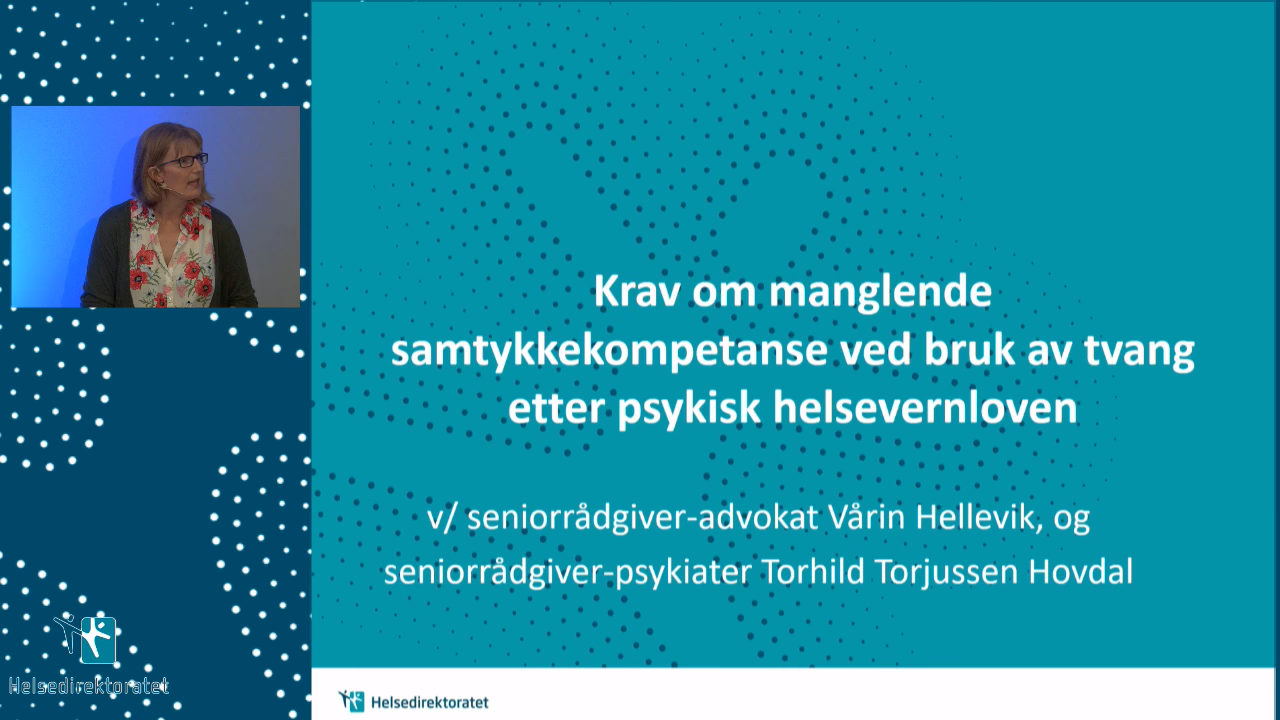 Krav om manglende
samtykkekompetanse ved bruk av tvang
etter psykisk helsevernloven
v/ seniorrådgiver-advokat Vårin Hellevik, og
seniorrådgiver-psykiater Torhild Torjussen Hovdal
Helsedirektoratet
Helsedirektoratet